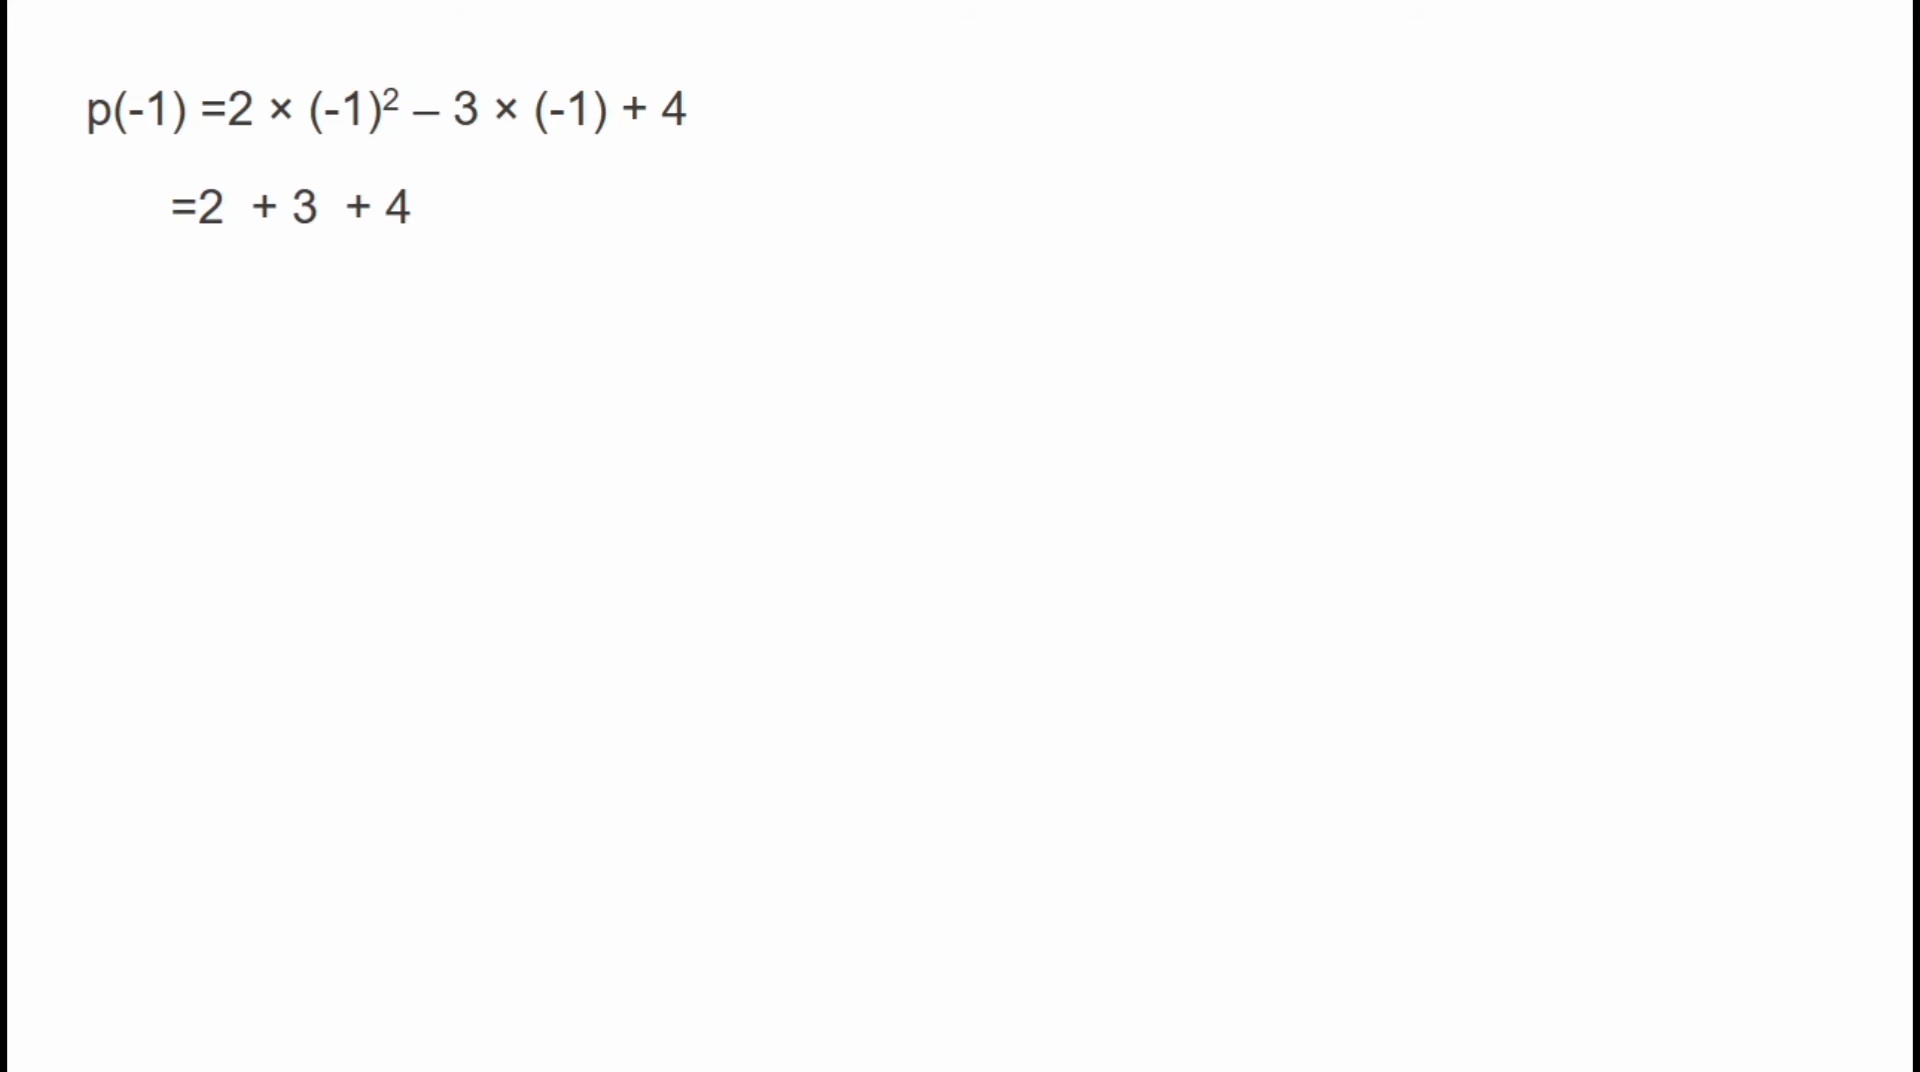 p(-1) =2 × (-1)² – 3 × (-1) + 4
=2 + 3 + 4